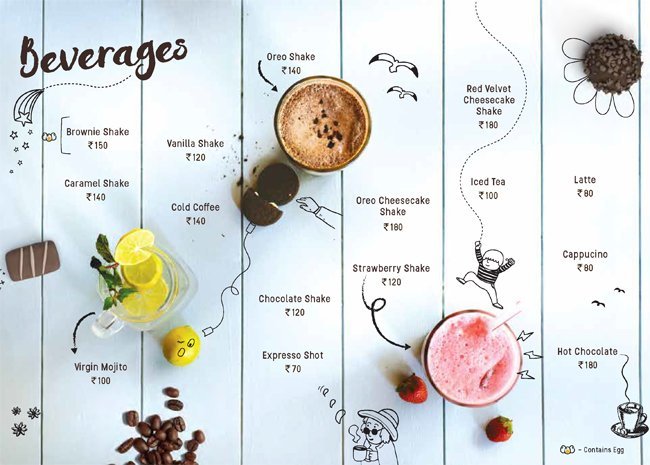 Beverages
Brownie Shake
₹150
Caramel Shake
₹140
Virgin Mojito
₹100
Vanilla Shake
₹120
Cold Coffee
₹140
Oreo Shake
₹140
Chocolate Shake
₹120
Expresso Shot
₹70
Oreo Cheesecake
Shake
₹180
Strawberry Shake
₹120
Red Velvet
Cheesecake
Shake
₹180
Iced Tea
₹100
Latte
₹80
Cappucino
₹80
Hot Chocolate
₹180
- Contains Egg